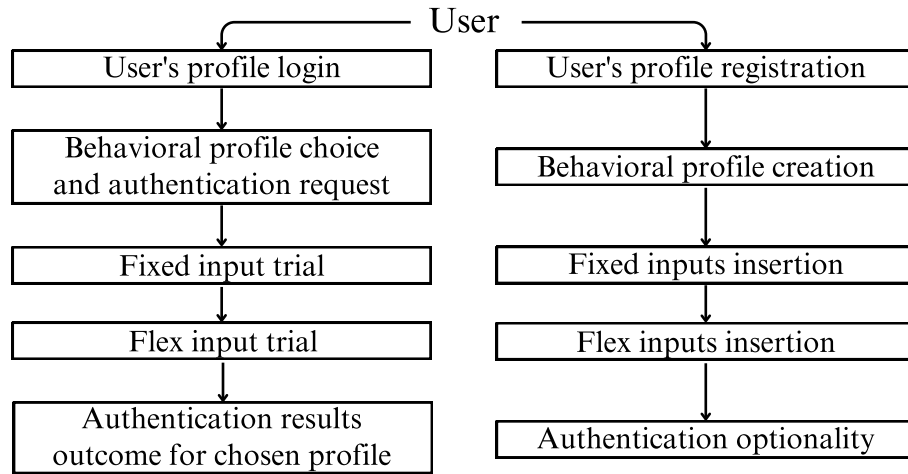 User
User's profile login
Behavioral profile choice
and authentication request
Fixed input trial
Flex input trial
Authentication results
outcome for chosen profile
User's profile registration
Behavioral profile creation
Fixed inputs insertion
Flex inputs insertion
Authentication optionality